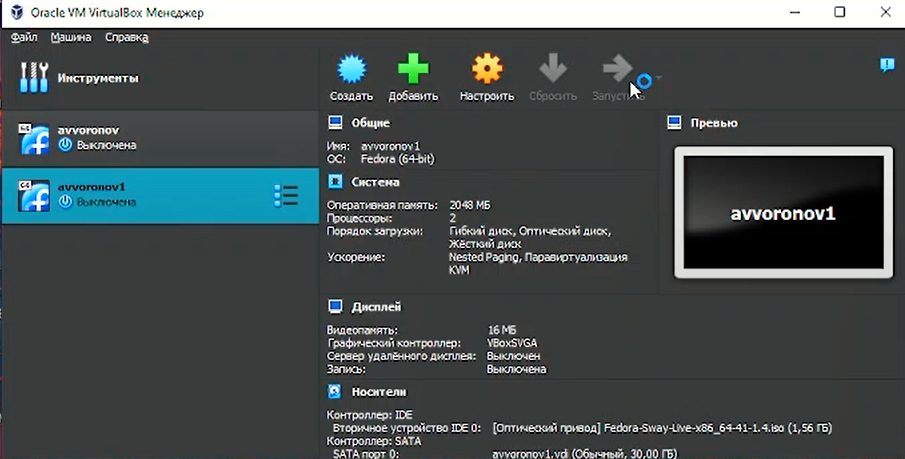 Oracle VM VirtualBox Менеджер
Файл Машина Справка
Инструменты
Создать Добавить Настроить Сбросить Запустить
64 avvoronov
Выключена
64 avvoronov1
Выключена
Общие
Имя: avvoronov1
ОС: Fedora (64-bit)
Система
Оперативная память: 2048 МБ
Процессоры: 2
Порядок загрузки: Гибкий диск, Оптический диск,
Жёсткий диск
Ускорение: Nested Paging, Паравиртуализация
KVM
Превью
avvoronov1
Дисплей
Видеопамять: 16 МБ
Графический контроллер: VBoxSVGA
Сервер удалённого дисплея: Выключен
Запись: Выключена
Носители
Контроллер: IDE
Вторичное устройство IDE 0: [Оптический привод] Fedora-Sway-Live-x86_64-41-1.4.iso (1,56 ГБ)
Контроллер: SATA
SATA порт 0: avvoronov1.vdi (Обычный, 30,00 ГБ)